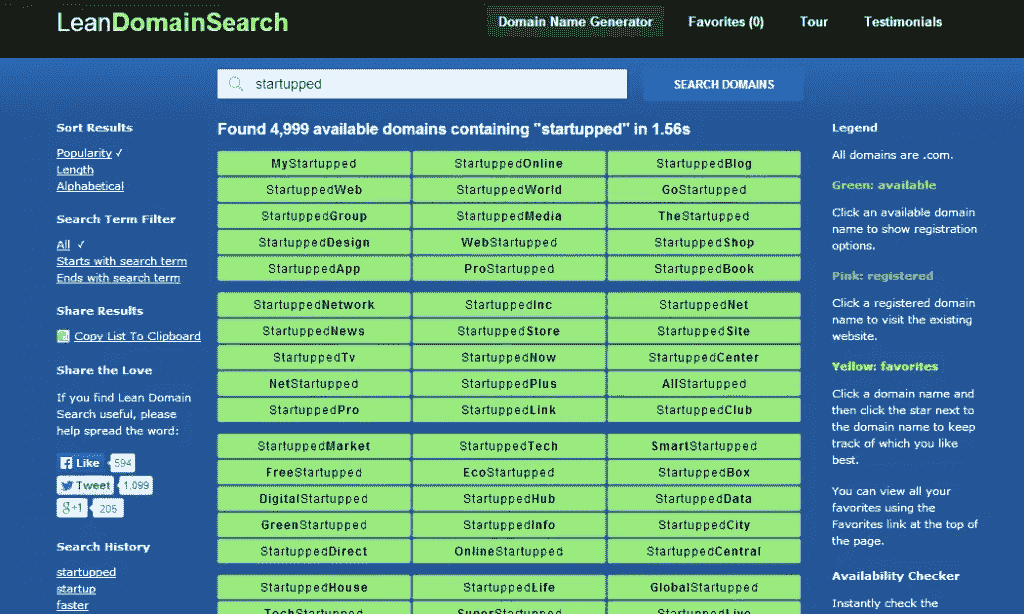 LeanDomainSearch
Domain Name Generator
Favorites (0)
Tour
Testimonials
startupped
SEARCH DOMAINS
Sort Results
Popularity ✓
Length
Alphabetical
Search Term Filter
All ✓
Starts with search term
Ends with search term
Share Results
Copy List To Clipboard
Share the Love
If you find Lean Domain
Search useful, please
help spread the word:
Like 594
Tweet 1,099
g+1 205
Search History
startupped
startup
faster
Found 4,999 available domains containing "startupped" in 1.56s
MyStartupped StartuppedOnline StartuppedBlog
StartuppedWeb StartuppedWorld GoStartupped
StartuppedGroup StartuppedMedia TheStartupped
StartuppedDesign WebStartupped StartuppedShop
StartuppedApp ProStartupped StartuppedBook
StartuppedNetwork StartuppedInc StartuppedNet
StartuppedNews StartuppedStore StartuppedSite
StartuppedTv StartuppedNow StartuppedCenter
NetStartupped StartuppedPlus AllStartupped
StartuppedPro StartuppedLink StartuppedClub
StartuppedMarket StartuppedTech SmartStartupped
FreeStartupped EcoStartupped StartuppedBox
DigitalStartupped StartuppedHub StartuppedData
GreenStartupped StartuppedInfo StartuppedCity
StartuppedDirect OnlineStartupped StartuppedCentral
StartuppedHouse StartuppedLife GlobalStartupped
TechStartupped SuperStartupped StartuppedLive
Legend
All domains are .com.
Green: available
Click an available domain
name to show registration
options.
Pink: registered
Click a registered domain
name to visit the existing
website.
Yellow: favorites
Click a domain name and
then click the star next to
the domain name to keep
track of which you like
best.
You can view all your
favorites using the
Favorites link at the top of
the page.
Availability Checker
Instantly check the